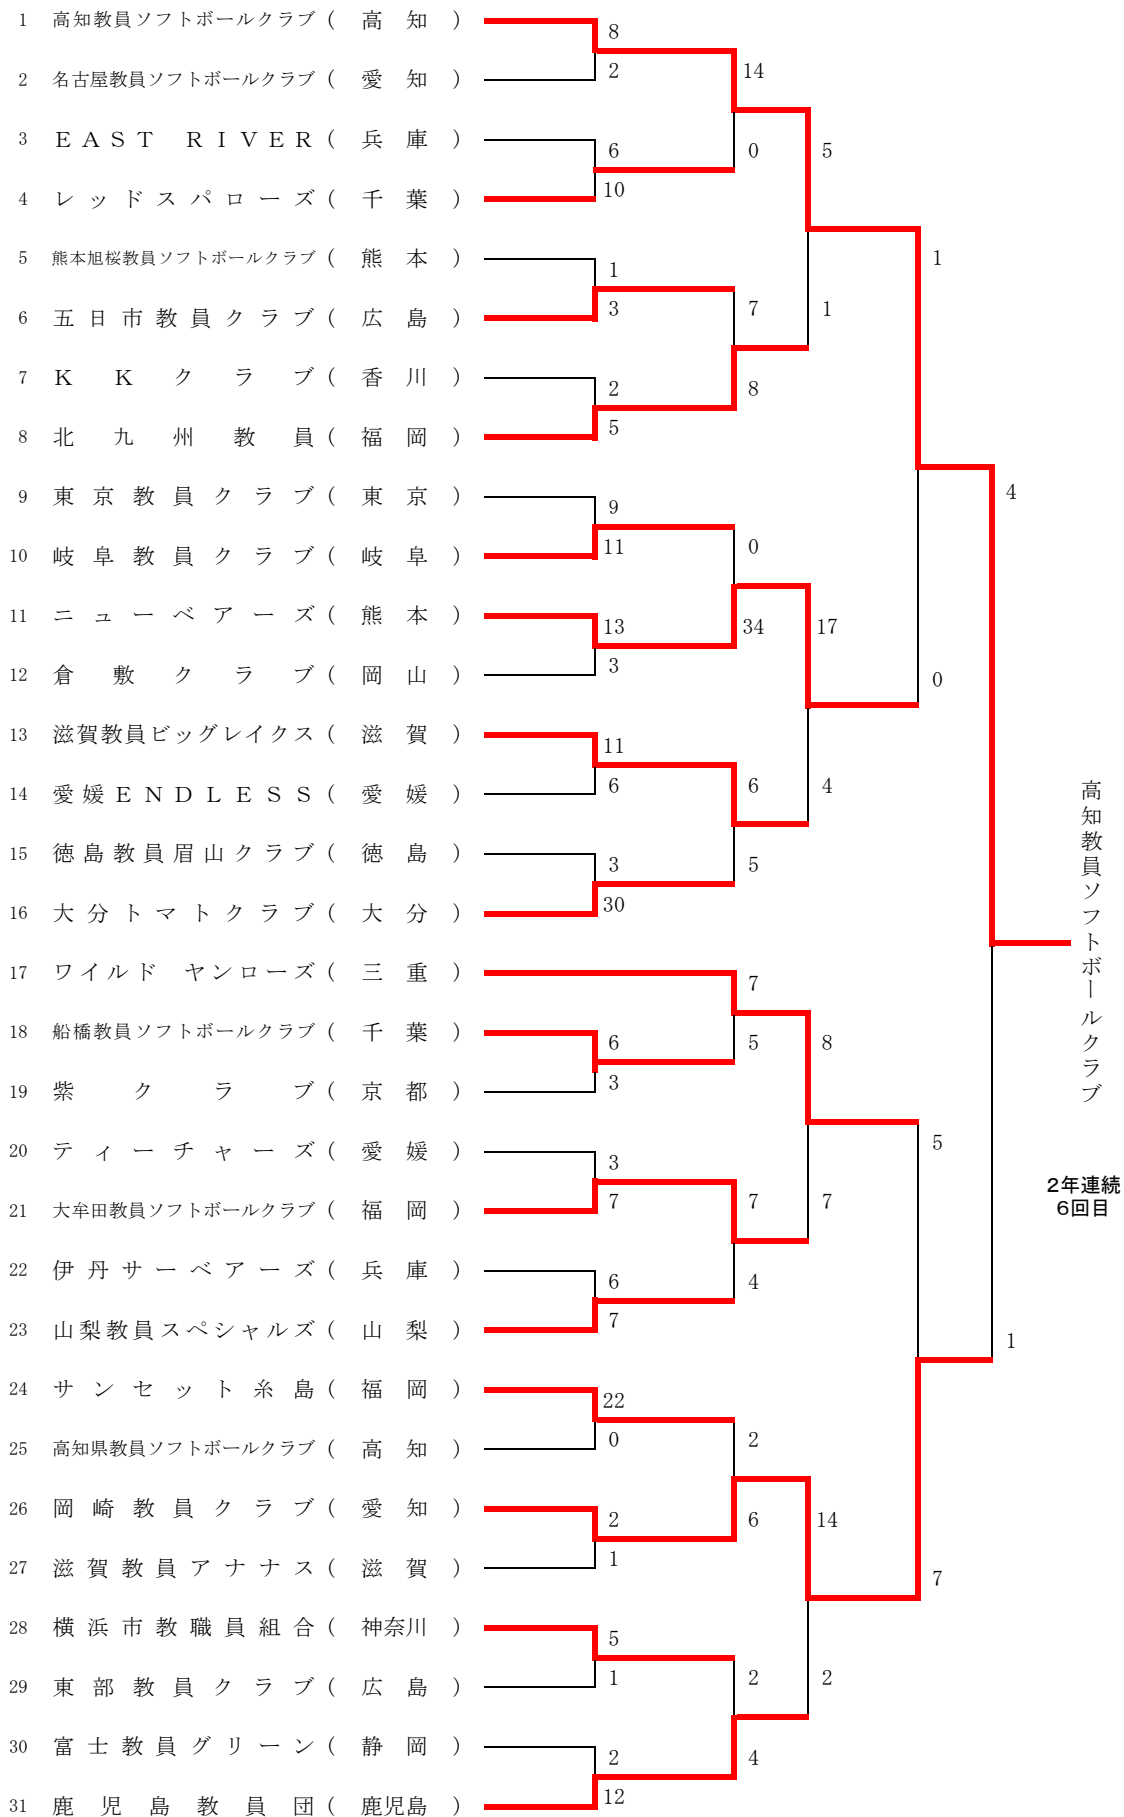 1 高知教員ソフトボールクラブ ( 高 知 )
2 名古屋教員ソフトボールクラブ ( 愛 知 )
3 EAST RIVER ( 兵 庫 )
4 レッドスパローズ ( 千 葉 )
5 熊本旭桜教員ソフトボールクラブ ( 熊 本 )
6 五日市教員クラブ ( 広 島 )
7 KKクラブ ( 香 川 )
8 北九州教員 ( 福 岡 )
9 東京教員クラブ ( 東 京 )
10 岐阜教員クラブ ( 岐 阜 )
11 ニューベアーズ ( 熊 本 )
12 倉敷クラブ ( 岡 山 )
13 滋賀教員ビッグレイクス ( 滋 賀 )
14 愛媛ENDLESS ( 愛 媛 )
15 徳島教員眉山クラブ ( 徳 島 )
16 大分トマトクラブ ( 大 分 )
17 ワイルド ヤンローズ ( 三 重 )
18 船橋教員ソフトボールクラブ ( 千 葉 )
19 紫クラブ ( 京 都 )
20 ティーチャーズ ( 愛 媛 )
21 大牟田教員ソフトボールクラブ ( 福 岡 )
22 伊丹サーベアーズ ( 兵 庫 )
23 山梨教員スペシャルズ ( 山 梨 )
24 サンセット糸島 ( 福 岡 )
25 高知県教員ソフトボールクラブ ( 高 知 )
26 岡崎教員クラブ ( 愛 知 )
27 滋賀教員アナナス ( 滋 賀 )
28 横浜市教職員組合 ( 神奈川 )
29 東部教員クラブ ( 広 島 )
30 富士教員グリーン ( 静 岡 )
31 鹿児島教員団 ( 鹿児島 )
8
2
6
10
1
3
2
5
9
11
13
3
11
6
3
30
6
3
3
7
6
7
22
0
2
1
5
1
2
12
14
0
7
8
0
34
6
5
7
5
7
4
2
6
2
4
5
1
17
4
8
7
14
2
1
0
5
7
4
1
高知教員ソフトボールクラブ
2年連続
6回目